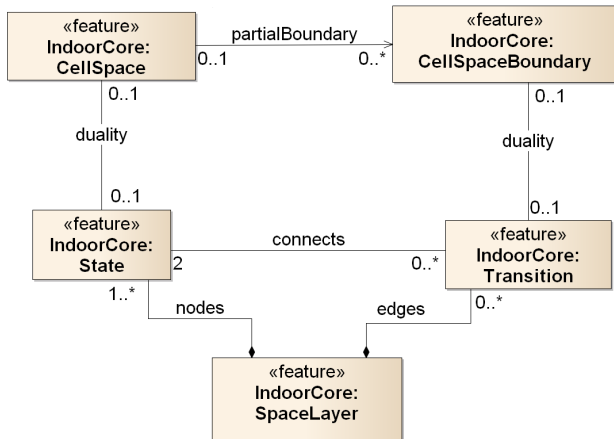 «feature»
IndoorCore:
CellSpace
partialBoundary
0..1
0..*
«feature»
IndoorCore:
CellSpaceBoundary
0..1
0..1
duality
duality
0..1
0..1
«feature»
IndoorCore:
State
connects
2
0..*
«feature»
IndoorCore:
Transition
1..*
nodes
edges
0..*
«feature»
IndoorCore:
SpaceLayer